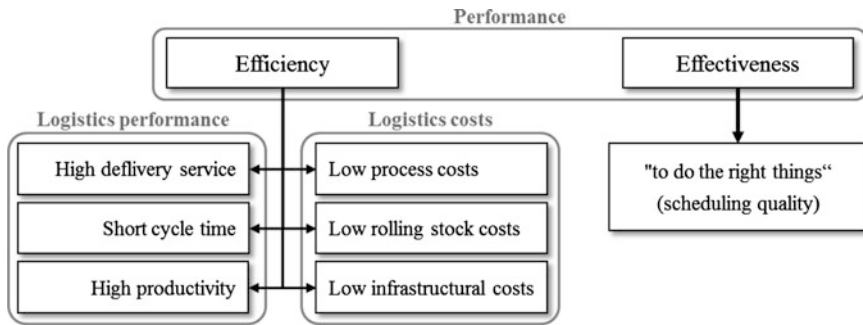 Performance
Efficiency
Effectiveness
Logistics performance
Logistics costs
High deflivery service
Low process costs
"to do the right things“
(scheduling quality)
Short cycle time
Low rolling stock costs
High productivity
Low infrastructural costs